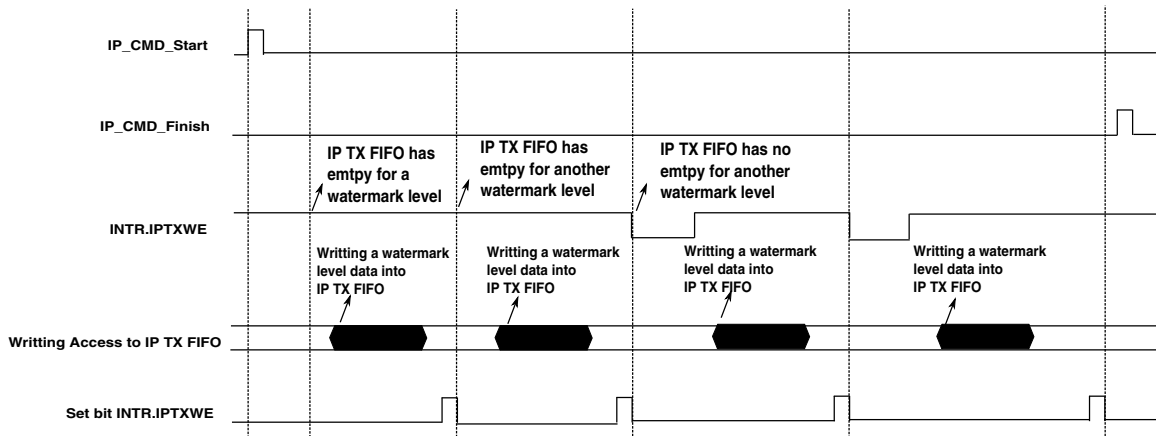 IP_CMD_Start
IP_CMD_Finish
IP TX FIFO has
emtpy for a
watermark level
IP TX FIFO has
emtpy for another
watermark level
IP TX FIFO has no
emtpy for another
watermark level
INTR.IPTXWE
Writting a watermark
level data into
IP TX FIFO
Writting a watermark
level data into
IP TX FIFO
Writting a watermark
level data into
IP TX FIFO
Writting a watermark
level data into
IP TX FIFO
Writting Access to IP TX FIFO
Set bit INTR.IPTXWE